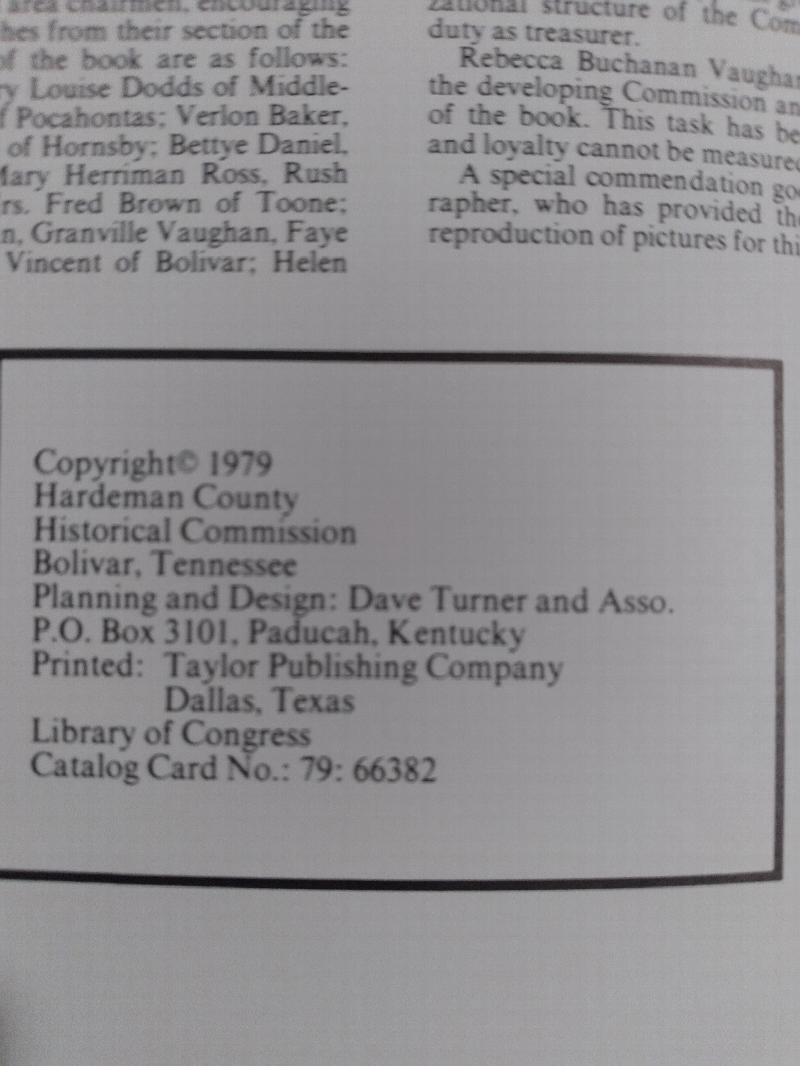 area chairmen, encouraging
hes from their section of the
of the book are as follows:
ry Louise Dodds of Middle-
f Pocahontas; Verlon Baker,
of Hornsby; Bettye Daniel,
Mary Herriman Ross, Rush
rs. Fred Brown of Toone;
n, Granville Vaughan, Faye
Vincent of Bolivar; Helen
zational structure of the Com
duty as treasurer.
Rebecca Buchanan Vaughan
the developing Commission an
of the book. This task has be
and loyalty cannot be measured
A special commendation go
rapher, who has provided the
reproduction of pictures for thi
Copyright© 1979
Hardeman County
Historical Commission
Bolivar, Tennessee
Planning and Design: Dave Turner and Asso.
P.O. Box 3101, Paducah, Kentucky
Printed: Taylor Publishing Company
Dallas, Texas
Library of Congress
Catalog Card No.: 79: 66382